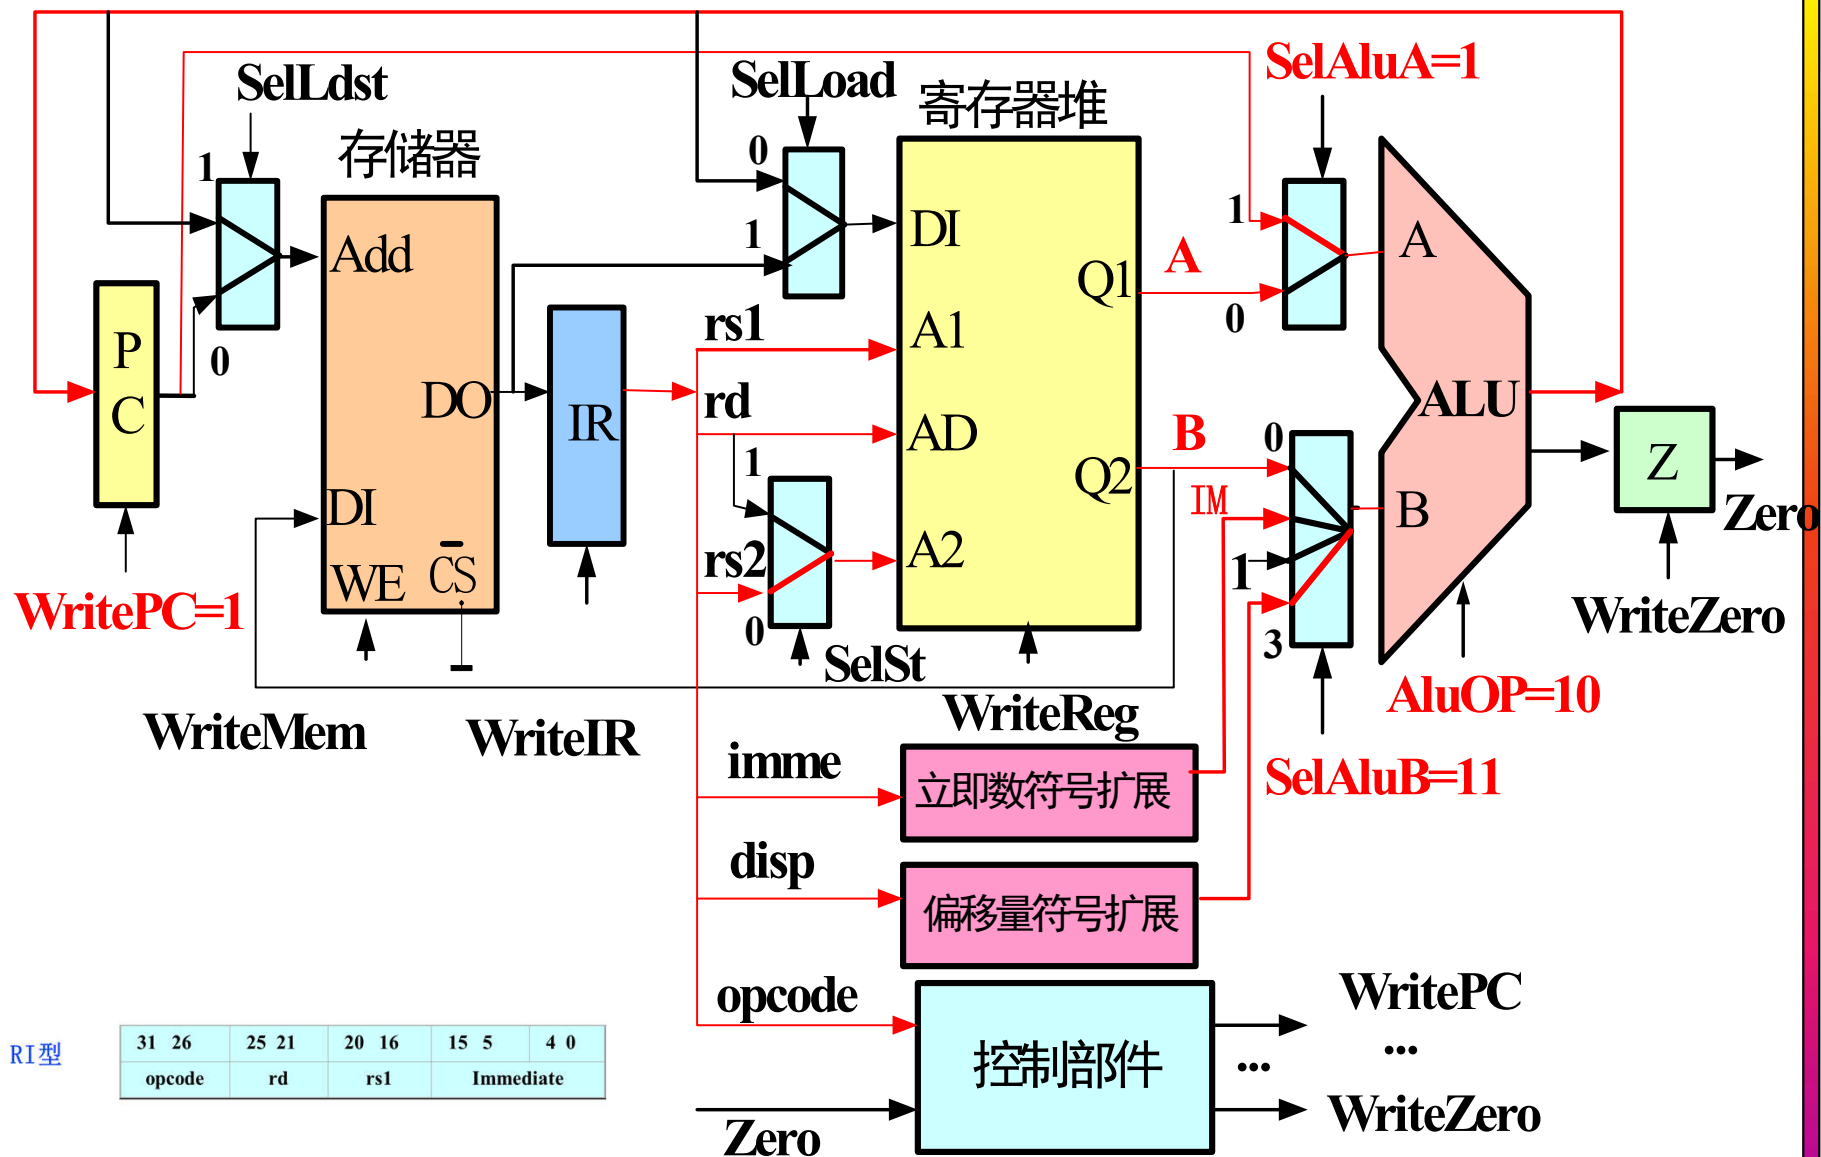 SelLdst
SelLoad
寄存器堆
SelAluA=1
存储器
1
0
1
0
1
0
P
C
Add
DO
DI
WE
CS
IR
rs1
rd
1
rs2
0
SelSt
DI
A1
AD
A2
Q1
Q2
A
B
IM
0
1
3
A
B
ALU
Z
Zero
WriteZero
WritePC=1
WriteMem
WriteIR
WriteReg
AluOP=10
SelAluB=11
imme
立即数符号扩展
disp
偏移量符号扩展
opcode
控制部件
WritePC
...
...
WriteZero
Zero
RI型
31 26 25 21 20 16 15 5 4 0
opcode rd rs1 Immediate